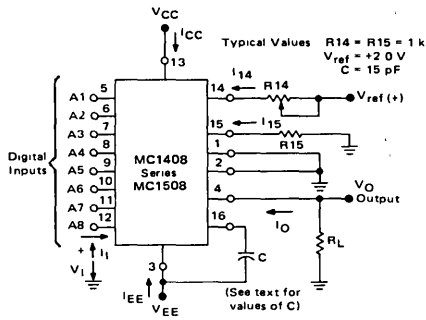 VCC
ICC
13
Typical Values R14 = R15 = 1 k
Vref = +2 0 V
C = 15 pF
Digital Inputs
A1 5
A2 6
A3 7
A4 8
A5 9
A6 10
A7 11
A8 12
MC1408
Series
MC1508
14 I14 R14 Vref (+)
15 I15 R15
1
2
4 IO VO
Output
16
RL
C
+ II
VI
3
IEE
VEE
(See text for
values of C)